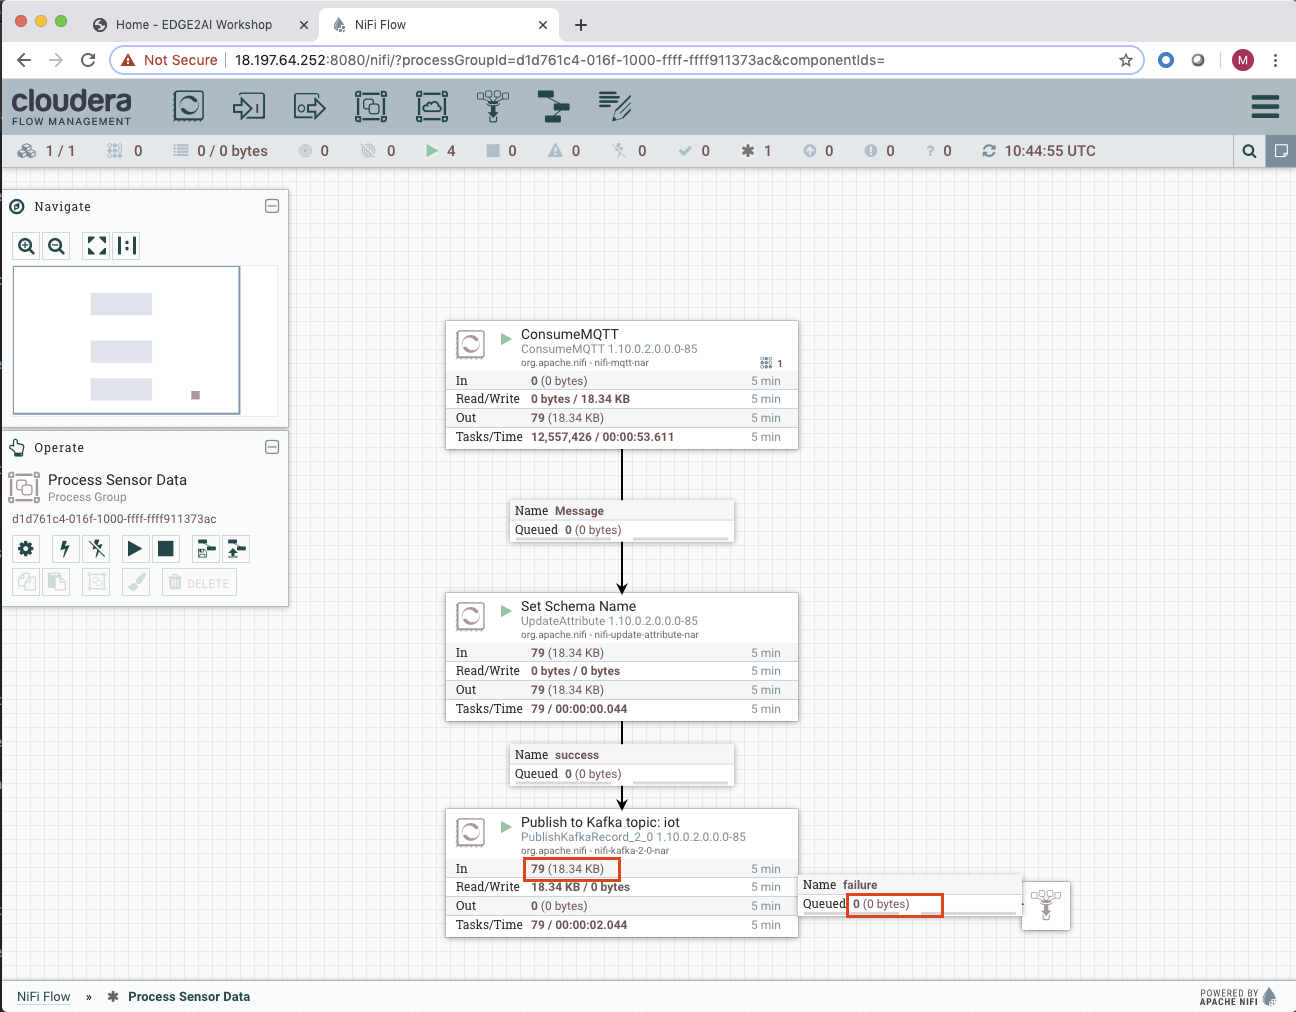 Home - EDGE2AI Workshop
NiFi Flow
Not Secure
18.197.64.252:8080/nifi/?processGroupId=d1d761c4-016f-1000-ffff-ffff911373ac&componentIds=
M
cloudera
FLOW MANAGEMENT
1 / 1 0 0 / 0 bytes 0 0 4 0 0 0 0 1 0 0 ? 0 10:44:55 UTC
Navigate
Operate
Process Sensor Data
Process Group
d1d761c4-016f-1000-ffff-ffff911373ac
DELETE
ConsumeMQTT
ConsumeMQTT 1.10.0.2.0.0.0-85
org.apache.nifi - nifi-mqtt-nar
1
In 0 (0 bytes) 5 min
Read/Write 0 bytes / 18.34 KB 5 min
Out 79 (18.34 KB) 5 min
Tasks/Time 12,557,426 / 00:00:53.611 5 min
Name Message
Queued 0 (0 bytes)
Set Schema Name
UpdateAttribute 1.10.0.2.0.0.0-85
org.apache.nifi - nifi-update-attribute-nar
In 79 (18.34 KB) 5 min
Read/Write 0 bytes / 0 bytes 5 min
Out 79 (18.34 KB) 5 min
Tasks/Time 79 / 00:00:00.044 5 min
Name success
Queued 0 (0 bytes)
Publish to Kafka topic: iot
PublishKafkaRecord_2_0 1.10.0.2.0.0.0-85
org.apache.nifi - nifi-kafka-2-0-nar
In 79 (18.34 KB) 5 min
Read/Write 18.34 KB / 0 bytes 5 min
Out 0 (0 bytes) 5 min
Tasks/Time 79 / 00:00:02.044 5 min
Name failure
Queued 0 (0 bytes)
NiFi Flow » Process Sensor Data
POWERED BY
APACHE NIFI